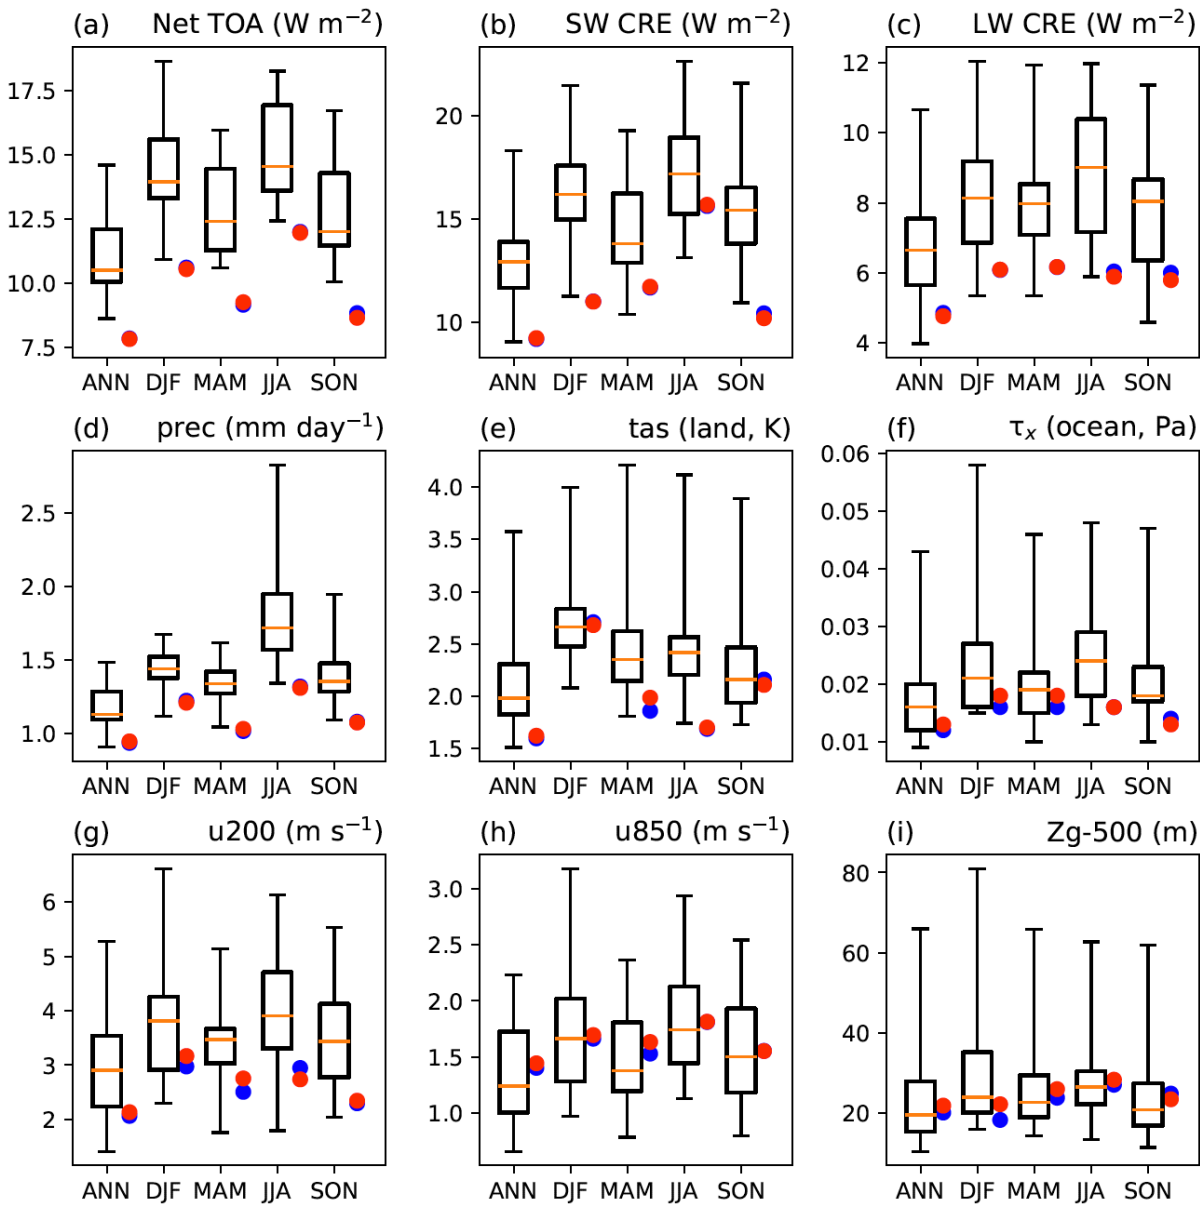 (a) Net TOA (W m⁻²)
17.5
15.0
12.5
10.0
7.5
ANN DJF MAM JJA SON
(b) SW CRE (W m⁻²)
20
15
10
ANN DJF MAM JJA SON
(c) LW CRE (W m⁻²)
12
10
8
6
4
ANN DJF MAM JJA SON
(d) prec (mm day⁻¹)
2.5
2.0
1.5
1.0
ANN DJF MAM JJA SON
(e) tas (land, K)
4.0
3.5
3.0
2.5
2.0
1.5
ANN DJF MAM JJA SON
(f) τₓ (ocean, Pa)
0.06
0.05
0.04
0.03
0.02
0.01
ANN DJF MAM JJA SON
(g) u200 (m s⁻¹)
6
5
4
3
2
ANN DJF MAM JJA SON
(h) u850 (m s⁻¹)
3.0
2.5
2.0
1.5
1.0
ANN DJF MAM JJA SON
(i) Zg-500 (m)
80
60
40
20
ANN DJF MAM JJA SON